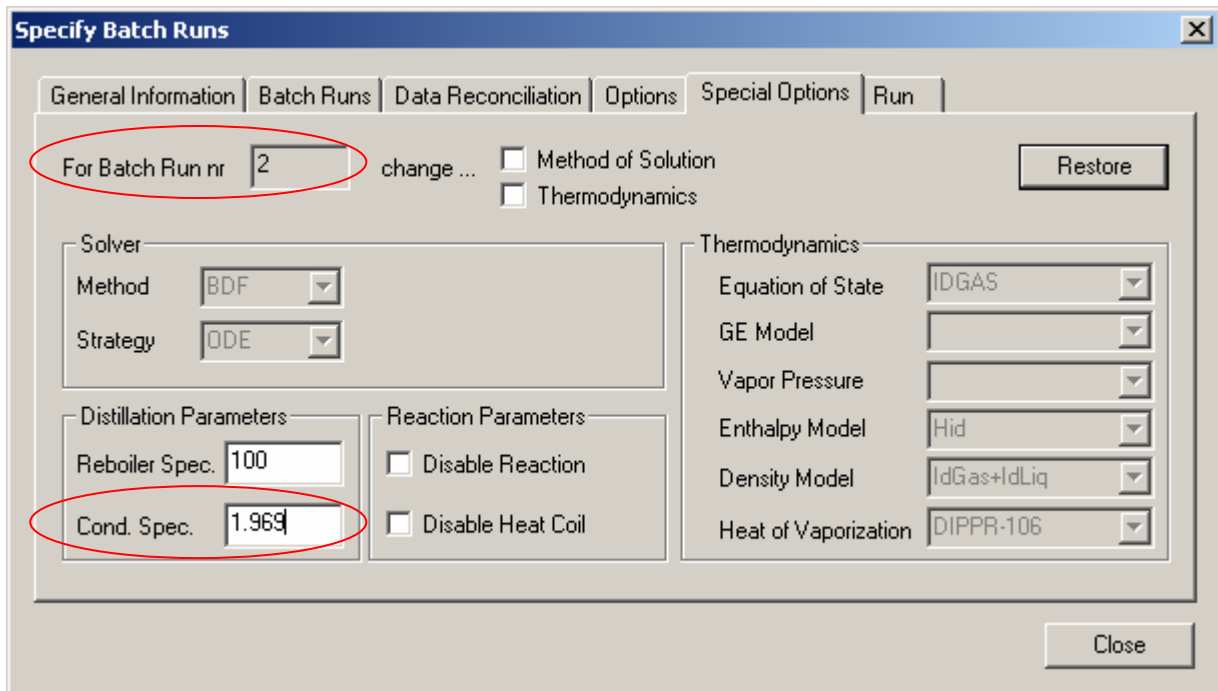 Specify Batch Runs
General Information Batch Runs Data Reconciliation Options Special Options Run
For Batch Run nr 2 change ... Method of Solution
Thermodynamics
Restore
Solver
Method BDF
Strategy ODE
Distillation Parameters
Reboiler Spec. 100
Cond. Spec. 1.969
Reaction Parameters
Disable Reaction
Disable Heat Coil
Thermodynamics
Equation of State IDGAS
GE Model
Vapor Pressure
Enthalpy Model Hid
Density Model IdGas+IdLiq
Heat of Vaporization DIPPR-106
Close